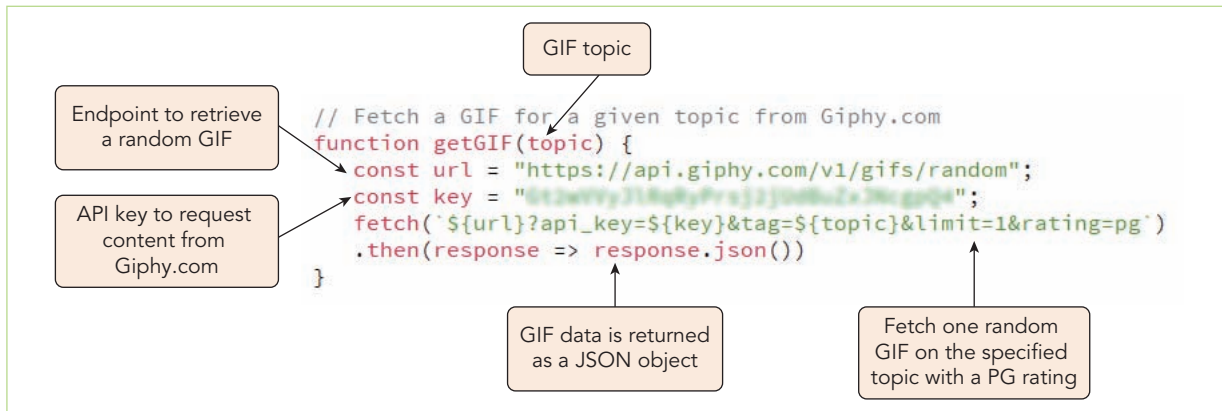 GIF topic
Endpoint to retrieve
a random GIF
API key to request
content from
Giphy.com
// Fetch a GIF for a given topic from Giphy.com
function getGIF(topic) {
const url = "https://api.giphy.com/v1/gifs/random";
const key = "";
fetch(`${url}?api_key=${key}&tag=${topic}&limit=1&rating=pg`)
.then(response => response.json())
}
GIF data is returned
as a JSON object
Fetch one random
GIF on the specified
topic with a PG rating